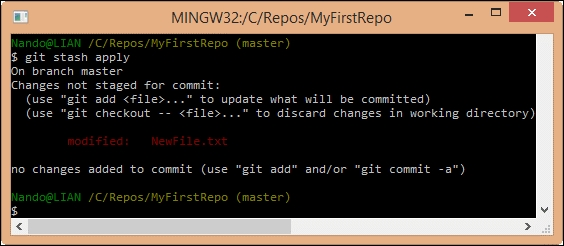 MINGW32:/C/Repos/MyFirstRepo
Nando@LIAN /C/Repos/MyFirstRepo (master)
$ git stash apply
On branch master
Changes not staged for commit:
  (use "git add <file>..." to update what will be committed)
  (use "git checkout -- <file>..." to discard changes in working directory)
        modified:   NewFile.txt
no changes added to commit (use "git add" and/or "git commit -a")
Nando@LIAN /C/Repos/MyFirstRepo (master)
$